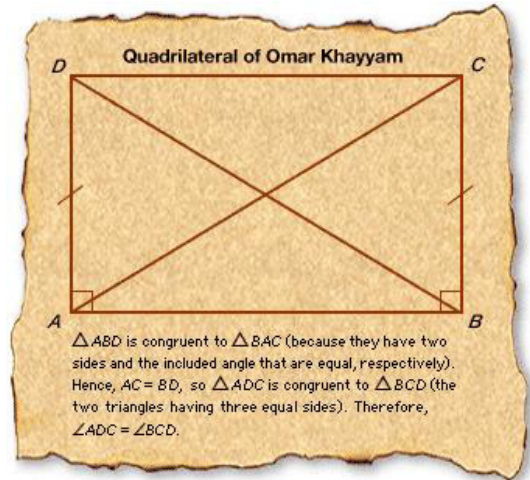 Quadrilateral of Omar Khayyam
D
C
A
B
△ABD is congruent to △BAC (because they have two
sides and the included angle that are equal, respectively).
Hence, AC = BD, so △ADC is congruent to △BCD (the
two triangles having three equal sides). Therefore,
∠ADC = ∠BCD.